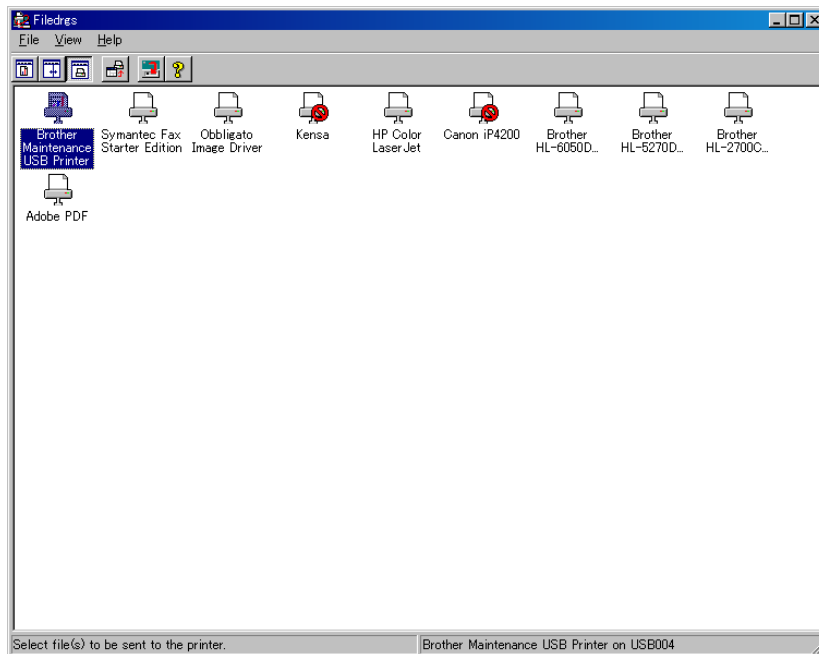 Filedrgs
File View Help
Brother Maintenance USB Printer
Symantec Fax Starter Edition
Obbligato Image Driver
Kensa
HP Color LaserJet
Canon iP4200
Brother HL-6050D...
Brother HL-5270D...
Brother HL-2700C...
Adobe PDF
Select file(s) to be sent to the printer.
Brother Maintenance USB Printer on USB004